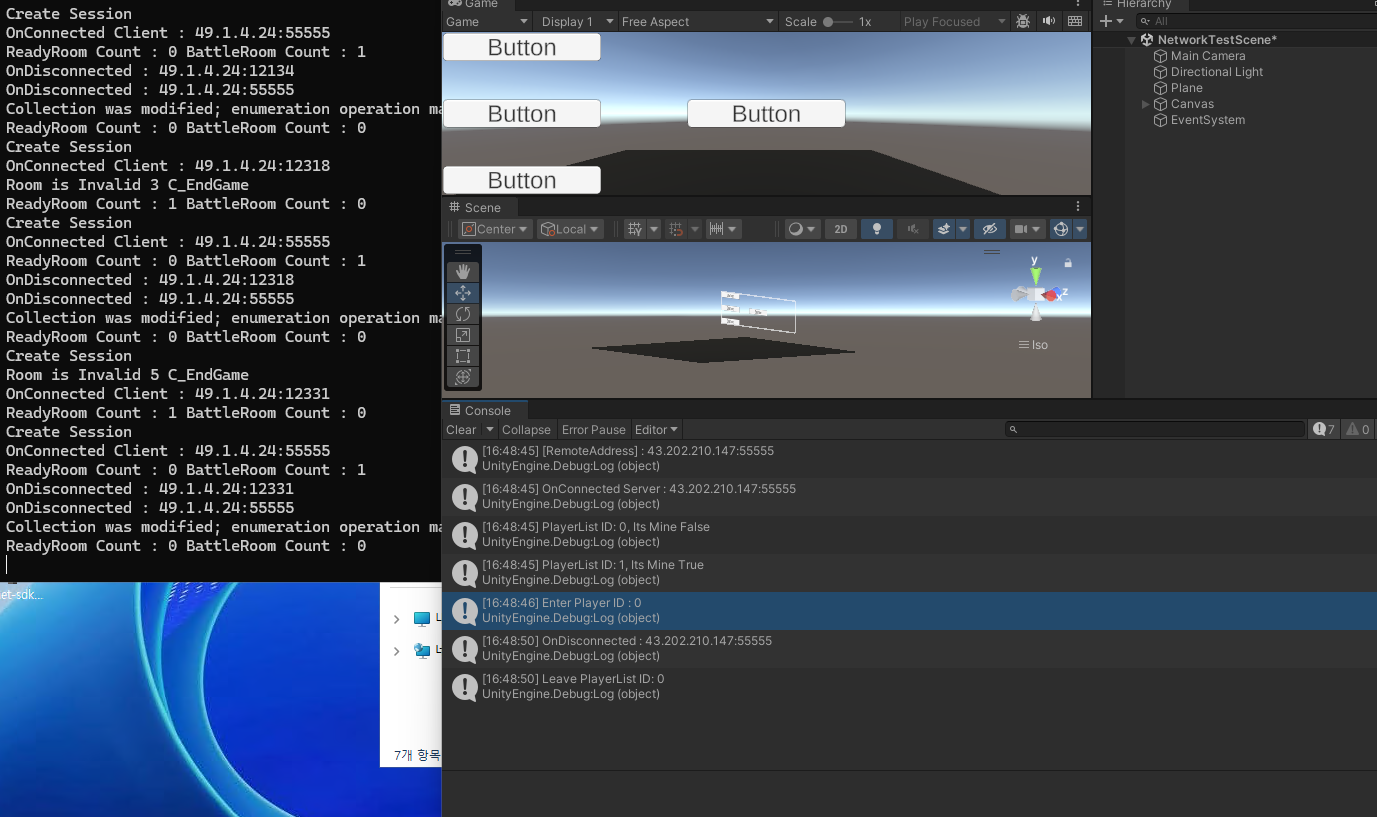 Create Session
OnConnected Client : 49.1.4.24:55555
ReadyRoom Count : 0 BattleRoom Count : 1
OnDisconnected : 49.1.4.24:12134
OnDisconnected : 49.1.4.24:55555
Collection was modified; enumeration operation
ReadyRoom Count : 0 BattleRoom Count : 0
Create Session
OnConnected Client : 49.1.4.24:12318
Room is Invalid 3 C_EndGame
ReadyRoom Count : 1 BattleRoom Count : 0
Create Session
OnConnected Client : 49.1.4.24:55555
ReadyRoom Count : 0 BattleRoom Count : 1
OnDisconnected : 49.1.4.24:12318
OnDisconnected : 49.1.4.24:55555
Collection was modified; enumeration operation
ReadyRoom Count : 0 BattleRoom Count : 0
Create Session
Room is Invalid 5 C_EndGame
OnConnected Client : 49.1.4.24:12331
ReadyRoom Count : 1 BattleRoom Count : 0
Create Session
OnConnected Client : 49.1.4.24:55555
ReadyRoom Count : 0 BattleRoom Count : 1
OnDisconnected : 49.1.4.24:12331
OnDisconnected : 49.1.4.24:55555
Collection was modified; enumeration operation
ReadyRoom Count : 0 BattleRoom Count : 0
et-sdk...
7개 항목
Game
Game Display 1 Free Aspect Scale 1x Play Focused
Button
Button Button
Button
Scene
Center Local 2D
y
x z
Iso
Hierarchy
All
NetworkTestScene*
Main Camera
Directional Light
Plane
Canvas
EventSystem
Console
Clear Collapse Error Pause Editor 7 0
[16:48:45] [RemoteAddress] : 43.202.210.147:55555
UnityEngine.Debug:Log (object)
[16:48:45] OnConnected Server : 43.202.210.147:55555
UnityEngine.Debug:Log (object)
[16:48:45] PlayerList ID: 0, Its Mine False
UnityEngine.Debug:Log (object)
[16:48:45] PlayerList ID: 1, Its Mine True
UnityEngine.Debug:Log (object)
[16:48:46] Enter Player ID : 0
UnityEngine.Debug:Log (object)
[16:48:50] OnDisconnected : 43.202.210.147:55555
UnityEngine.Debug:Log (object)
[16:48:50] Leave PlayerList ID: 0
UnityEngine.Debug:Log (object)